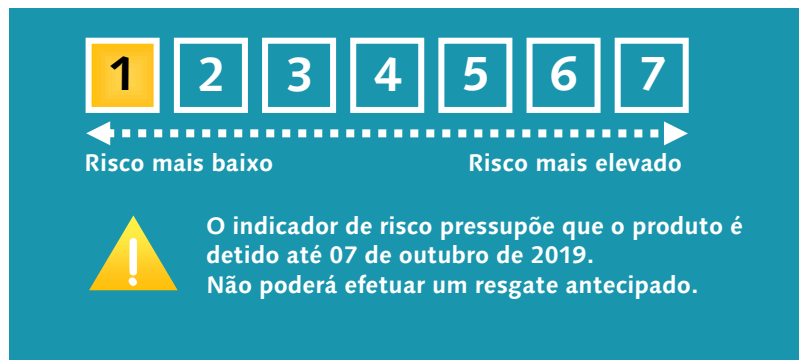 1 2 3 4 5 6 7
Risco mais baixo Risco mais elevado
O indicador de risco pressupõe que o produto é
detido até 07 de outubro de 2019.
Não poderá efetuar um resgate antecipado.